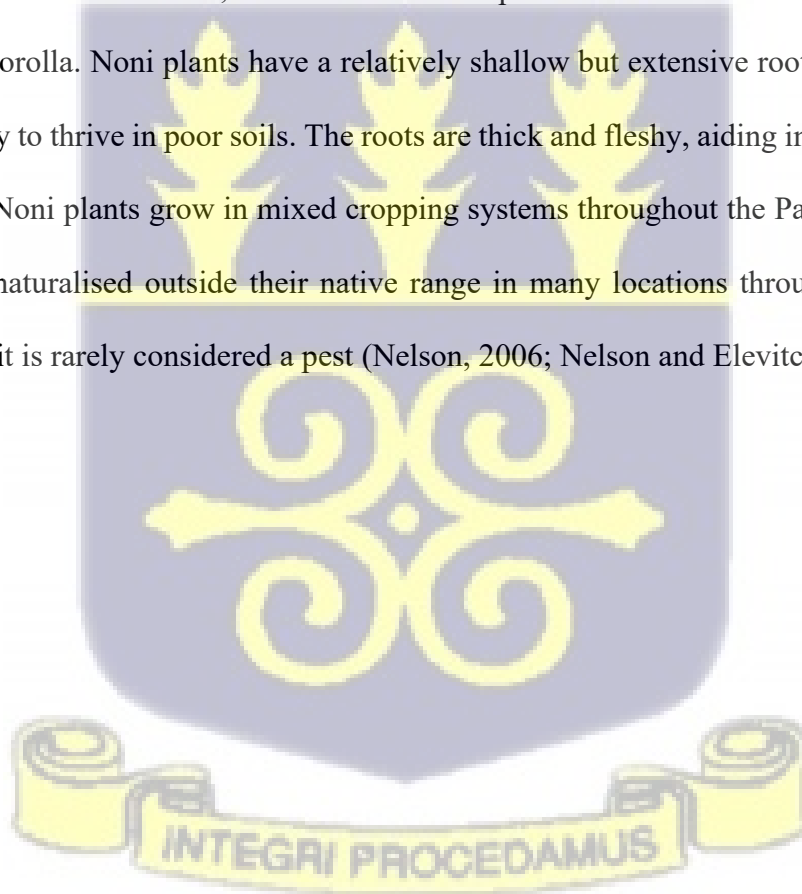 orolla. Noni plants have a relatively shallow but extensive roo
y to thrive in poor soils. The roots are thick and fleshy, aiding in
Noni plants grow in mixed cropping systems throughout the Pa
naturalised outside their native range in many locations throu
it is rarely considered a pest (Nelson, 2006; Nelson and Elevitc
INTEGRI PROCEDAMUS